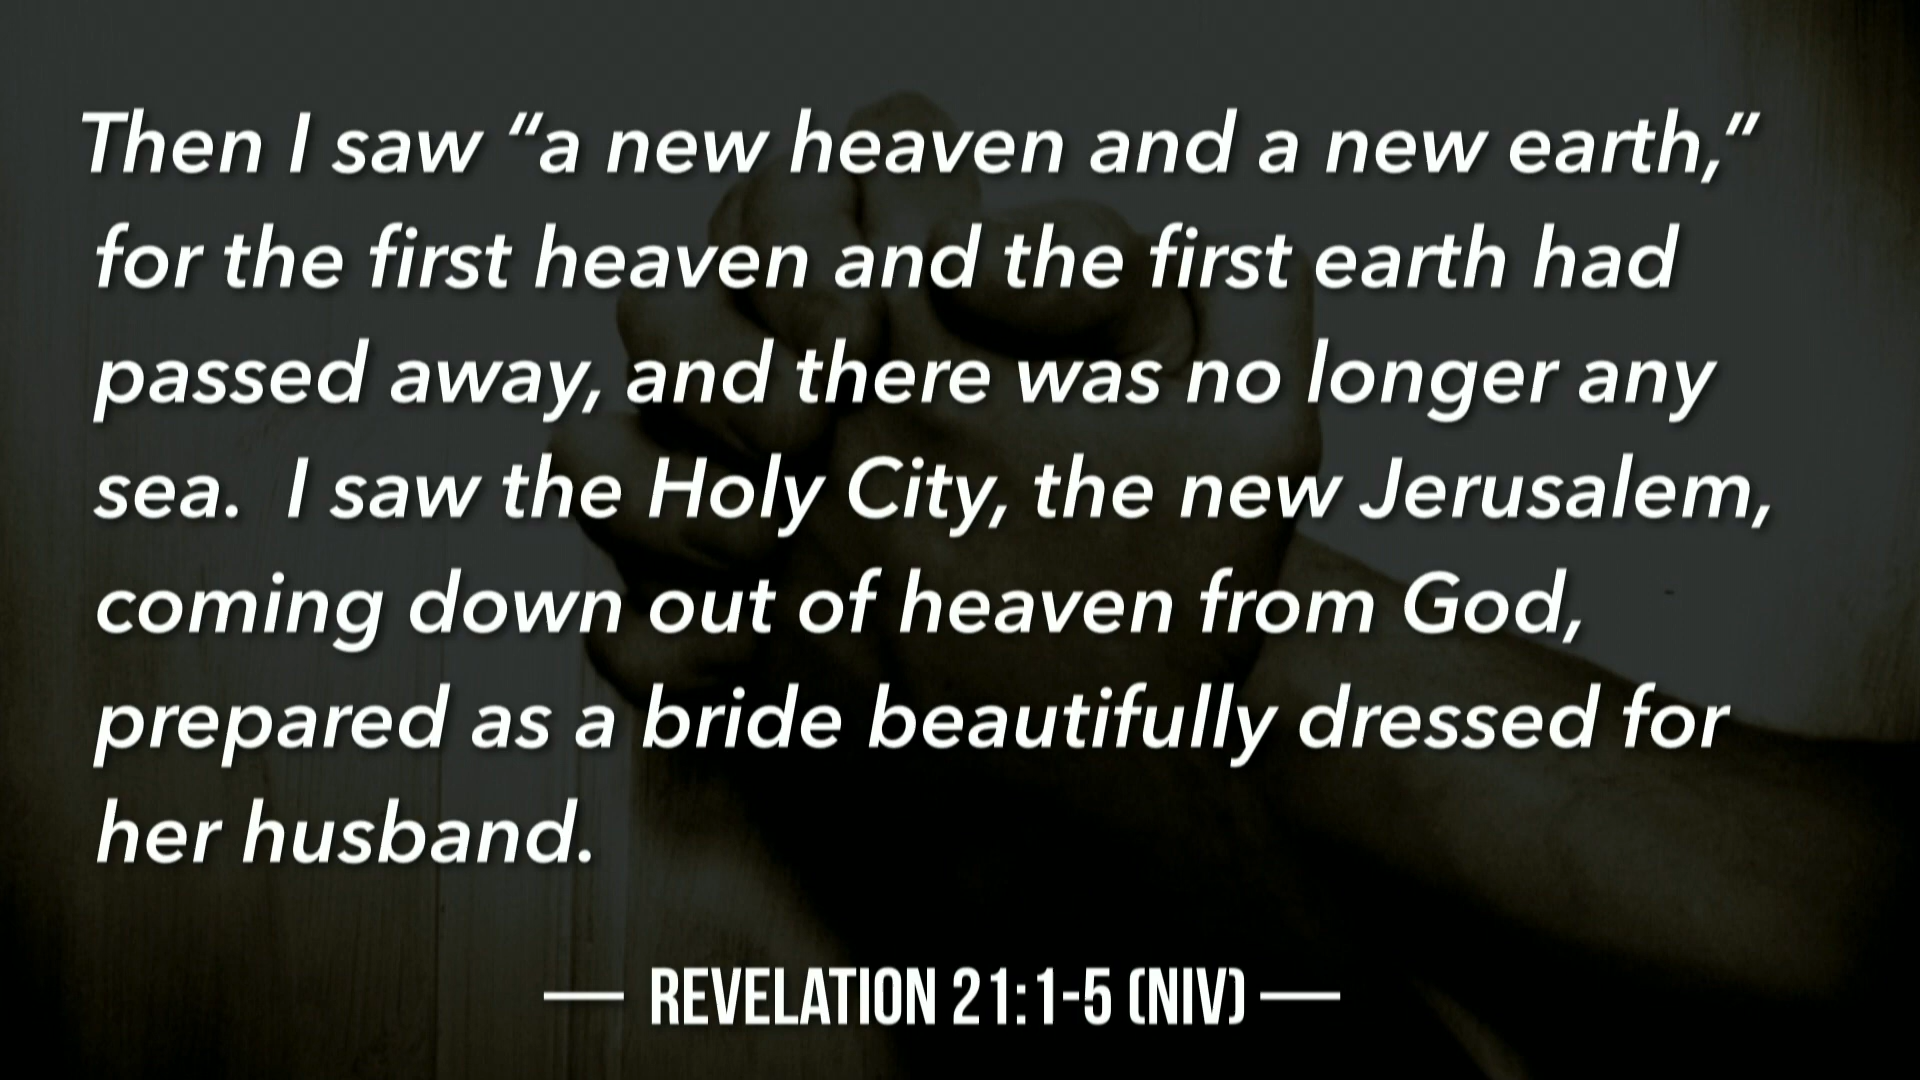 Then I saw “a new heaven and a new earth,”
for the first heaven and the first earth had
passed away, and there was no longer any
sea.  I saw the Holy City, the new Jerusalem,
coming down out of heaven from God,
prepared as a bride beautifully dressed for
her husband.
— REVELATION 21:1-5 (NIV) —